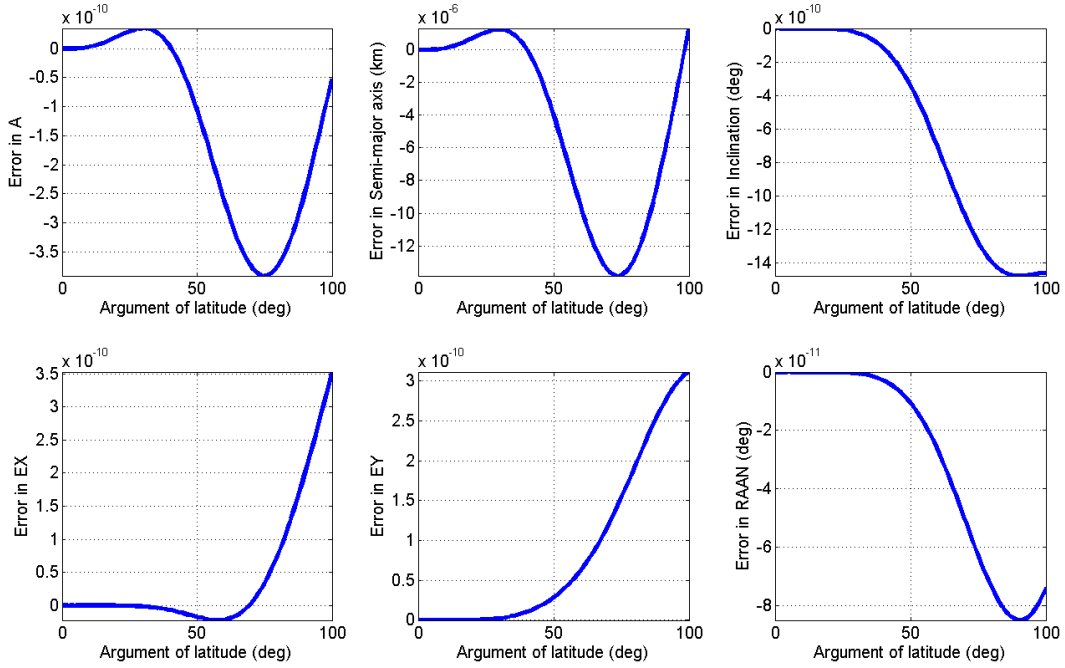 x 10^-10
0
-0.5
-1
-1.5
-2
-2.5
-3
-3.5
Error in A
0 50 100
Argument of latitude (deg)
x 10^-6
0
-2
-4
-6
-8
-10
-12
Error in Semi-major axis (km)
0 50 100
Argument of latitude (deg)
x 10^-10
0
-2
-4
-6
-8
-10
-12
-14
Error in Inclination (deg)
0 50 100
Argument of latitude (deg)
x 10^-10
3.5
3
2.5
2
1.5
1
0.5
0
Error in EX
0 50 100
Argument of latitude (deg)
x 10^-10
3
2.5
2
1.5
1
0.5
0
Error in EY
0 50 100
Argument of latitude (deg)
x 10^-11
0
-2
-4
-6
-8
Error in RAAN (deg)
0 50 100
Argument of latitude (deg)